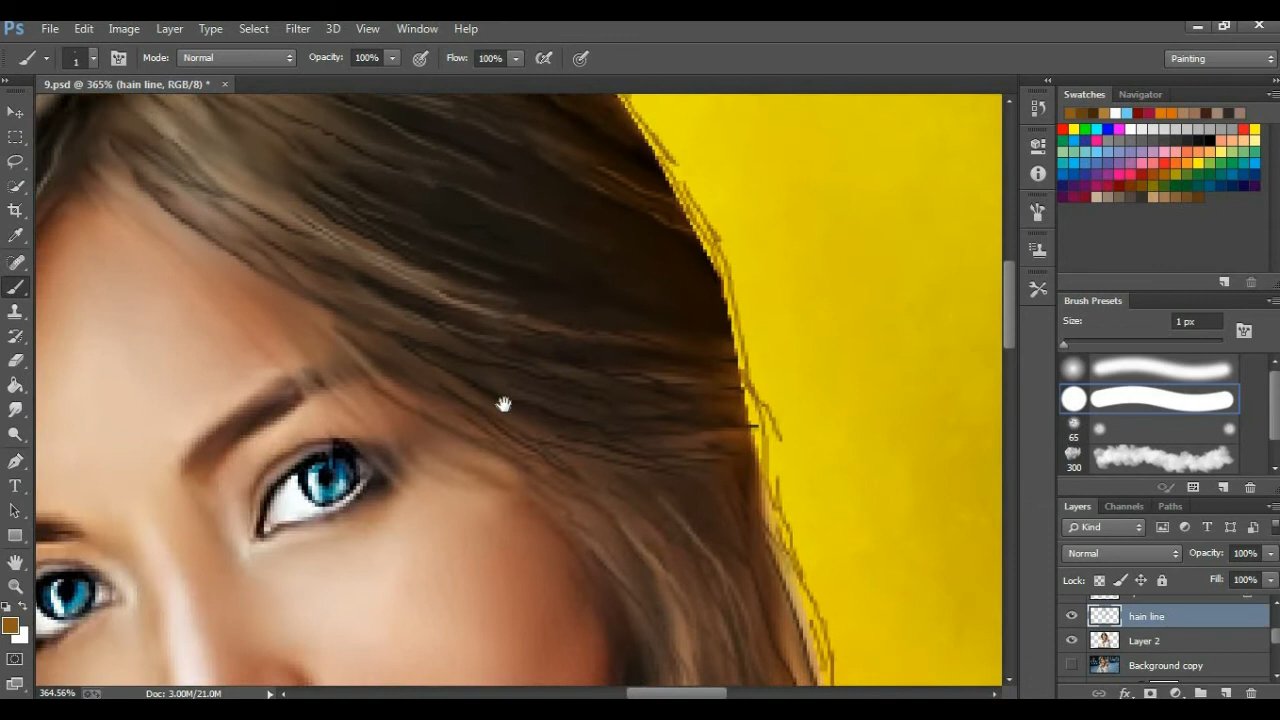 Ps File Edit Image Layer Type Select Filter 3D View Window Help
1 Mode: Normal Opacity: 100% Flow: 100% Painting
9.psd @ 365% (hain line, RGB/8) * ×
Swatches Navigator
Brush Presets
Size: 1 px
65
300
Layers Channels Paths
Kind
Normal Opacity: 100%
Lock: Fill: 100%
hain line
Layer 2
Background copy
364.56% Doc: 3.00M/21.0M
fx